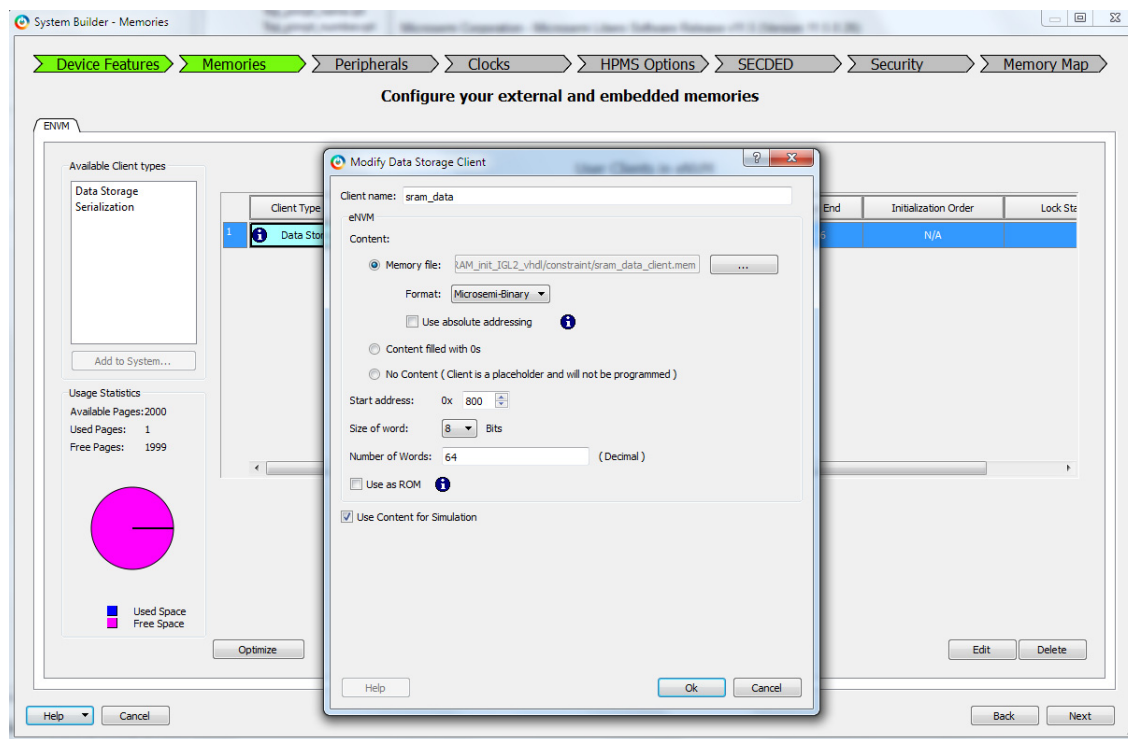 System Builder - Memories
Device Features Memories Peripherals Clocks HPMS Options SECDED Security Memory Map
Configure your external and embedded memories
ENVM
Available Client types
Data Storage
Serialization
Add to System...
Usage Statistics
Available Pages:2000
Used Pages: 1
Free Pages: 1999
Used Space
Free Space
User Clients in eNVM
Client Type End Initialization Order Lock Sta
1 Data Stor N/A
Optimize Edit Delete
Modify Data Storage Client
Client name: sram_data
eNVM
Content:
Memory file: RAM_init_IGL2_vhdl/constraint/sram_data_client.mem ...
Format: Microsemi-Binary
Use absolute addressing
Content filled with 0s
No Content ( Client is a placeholder and will not be programmed )
Start address: 0x 800
Size of word: 8 Bits
Number of Words: 64 ( Decimal )
Use as ROM
Use Content for Simulation
Help Ok Cancel
Help Cancel Back Next